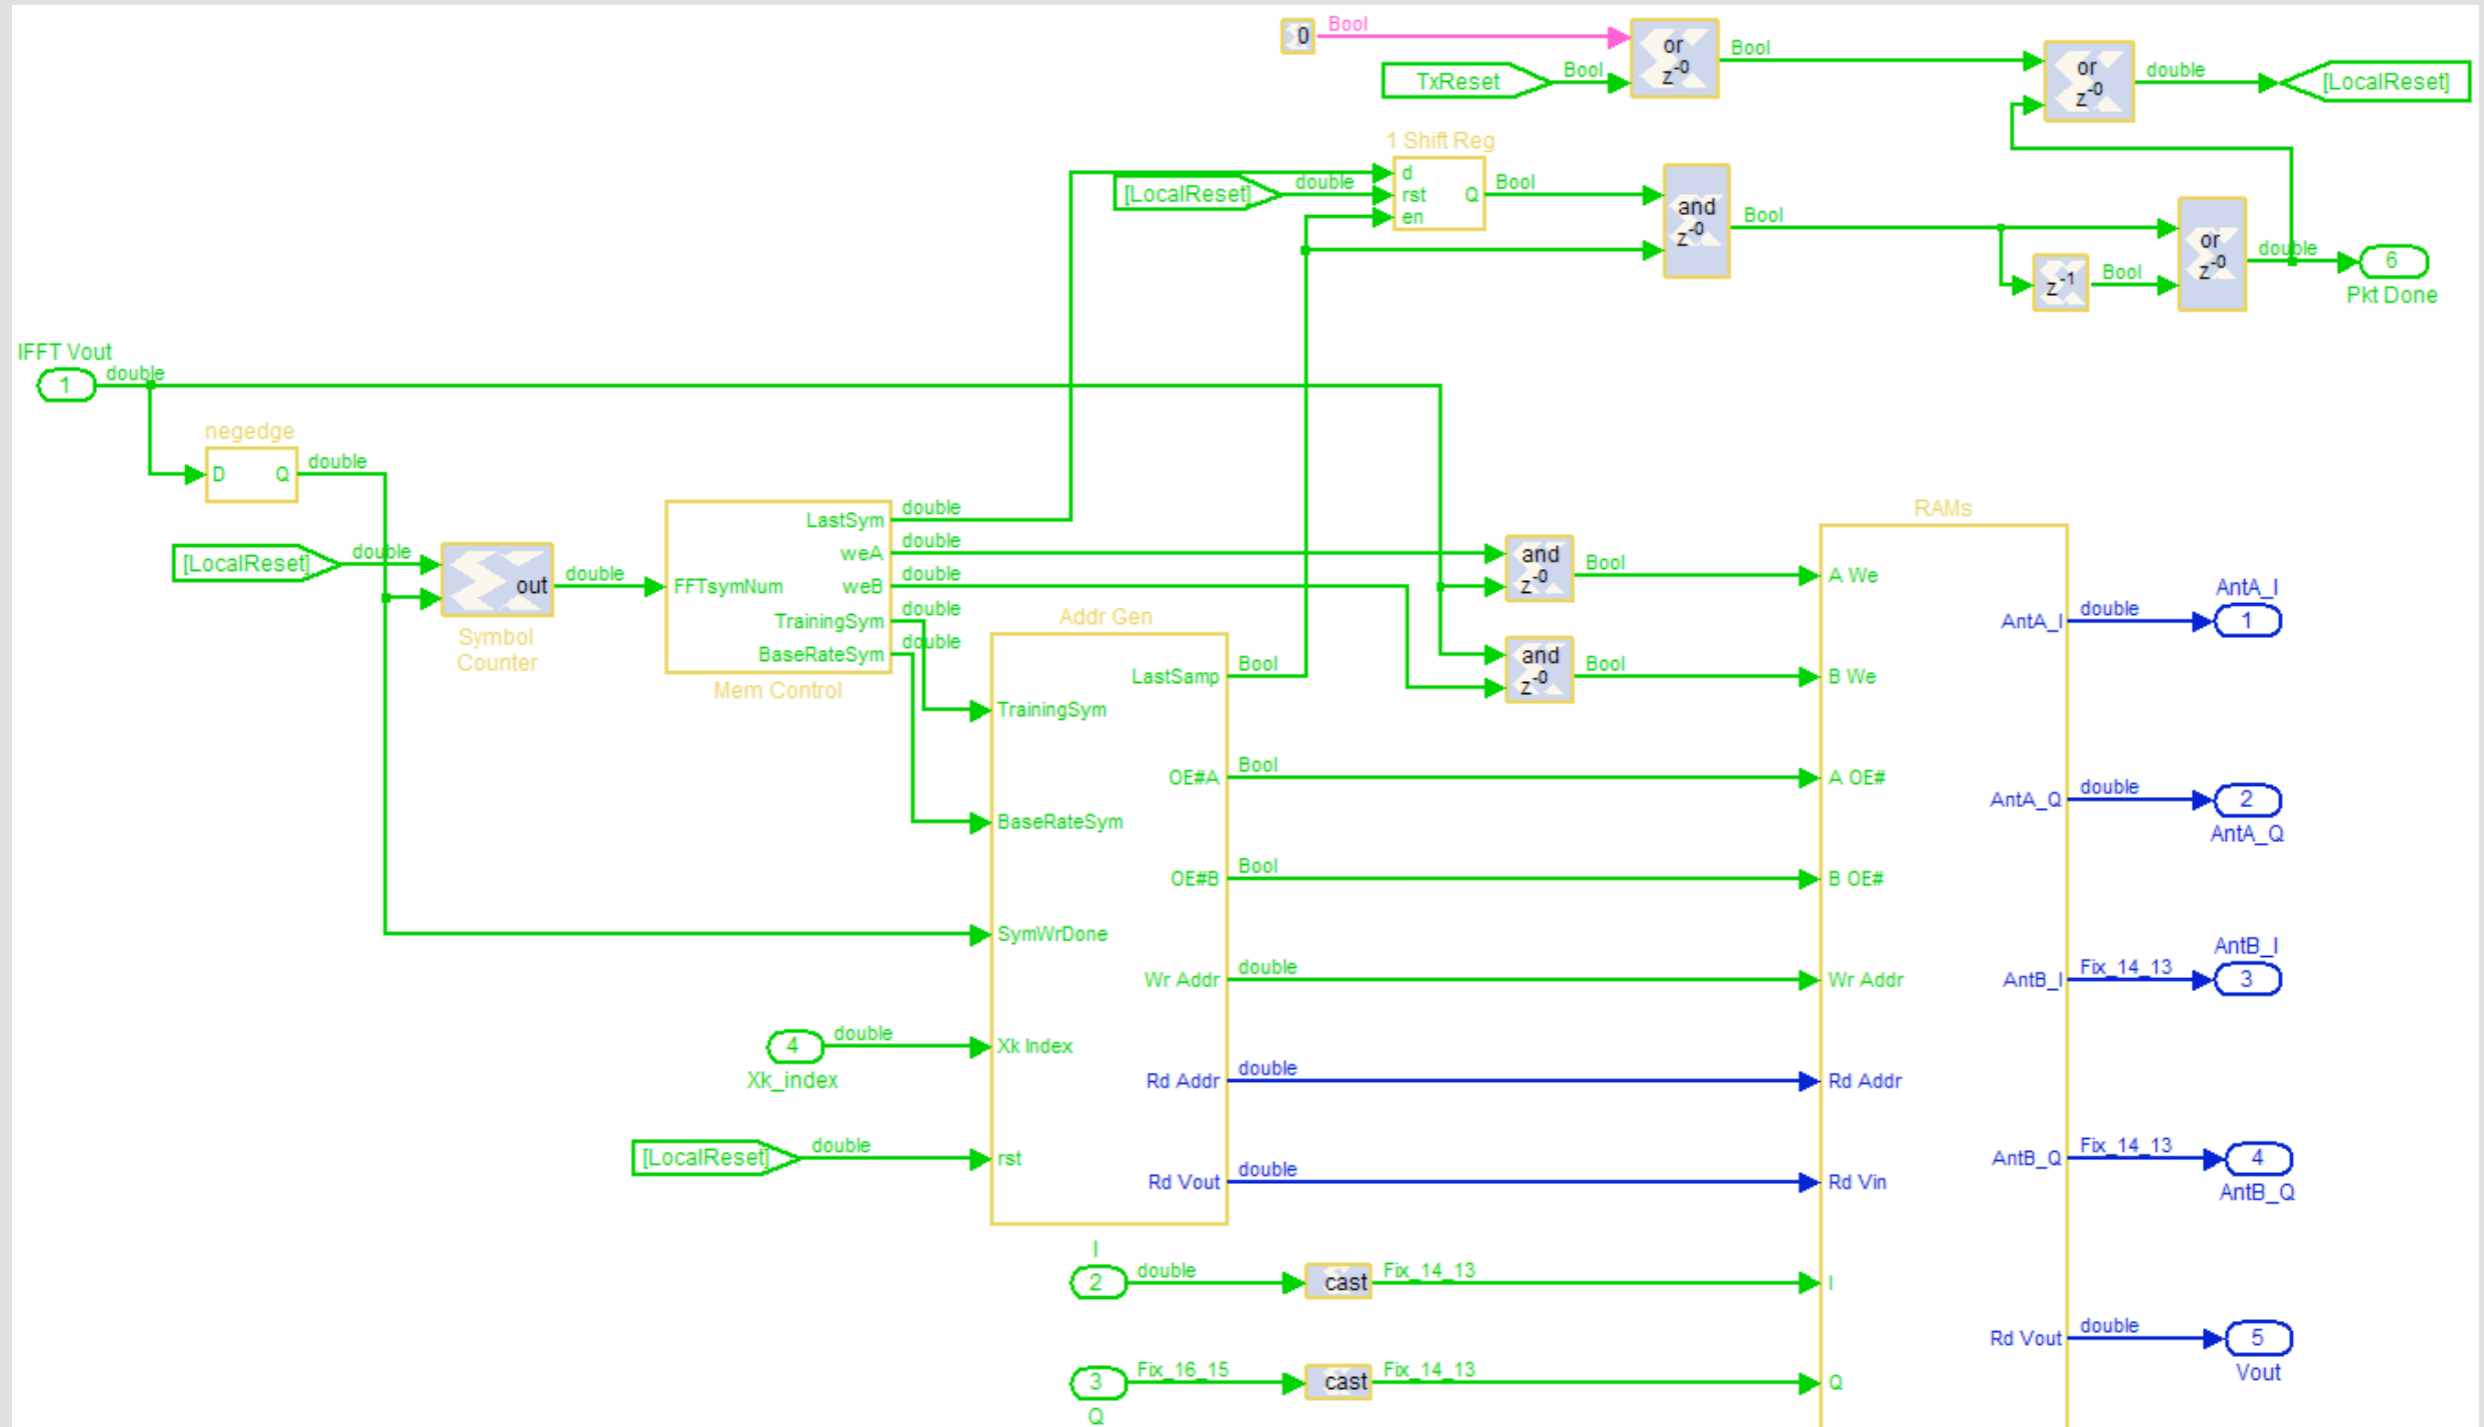 0
Bool
or
z-0
Bool
TxReset
Bool
or
z-0
double
[LocalReset]
1 Shift Reg
[LocalReset]
double
d
rst
en
Q
Bool
and
z-0
Bool
z-1
Bool
or
z-0
double
6
Pkt Done
IFFT Vout
1
double
negedge
D
Q
double
[LocalReset]
double
out
double
Symbol
Counter
FFTsymNum
LastSym
weA
weB
TrainingSym
BaseRateSym
double
double
double
double
double
Mem Control
Addr Gen
TrainingSym
BaseRateSym
SymWrDone
Xk Index
rst
LastSamp
OE#A
OE#B
Wr Addr
Rd Addr
Rd Vout
Bool
Bool
Bool
double
double
double
4
double
Xk_index
[LocalReset]
double
and
z-0
Bool
and
z-0
Bool
I
2
double
cast
Fix_14_13
3
Fix_16_15
cast
Fix_14_13
Q
RAMs
A We
B We
A OE#
B OE#
Wr Addr
Rd Addr
Rd Vin
I
Q
AntA_I
AntA_Q
AntB_I
AntB_Q
Rd Vout
double
AntA_I
1
double
2
AntA_Q
Fix_14_13
AntB_I
3
Fix_14_13
4
AntB_Q
double
5
Vout